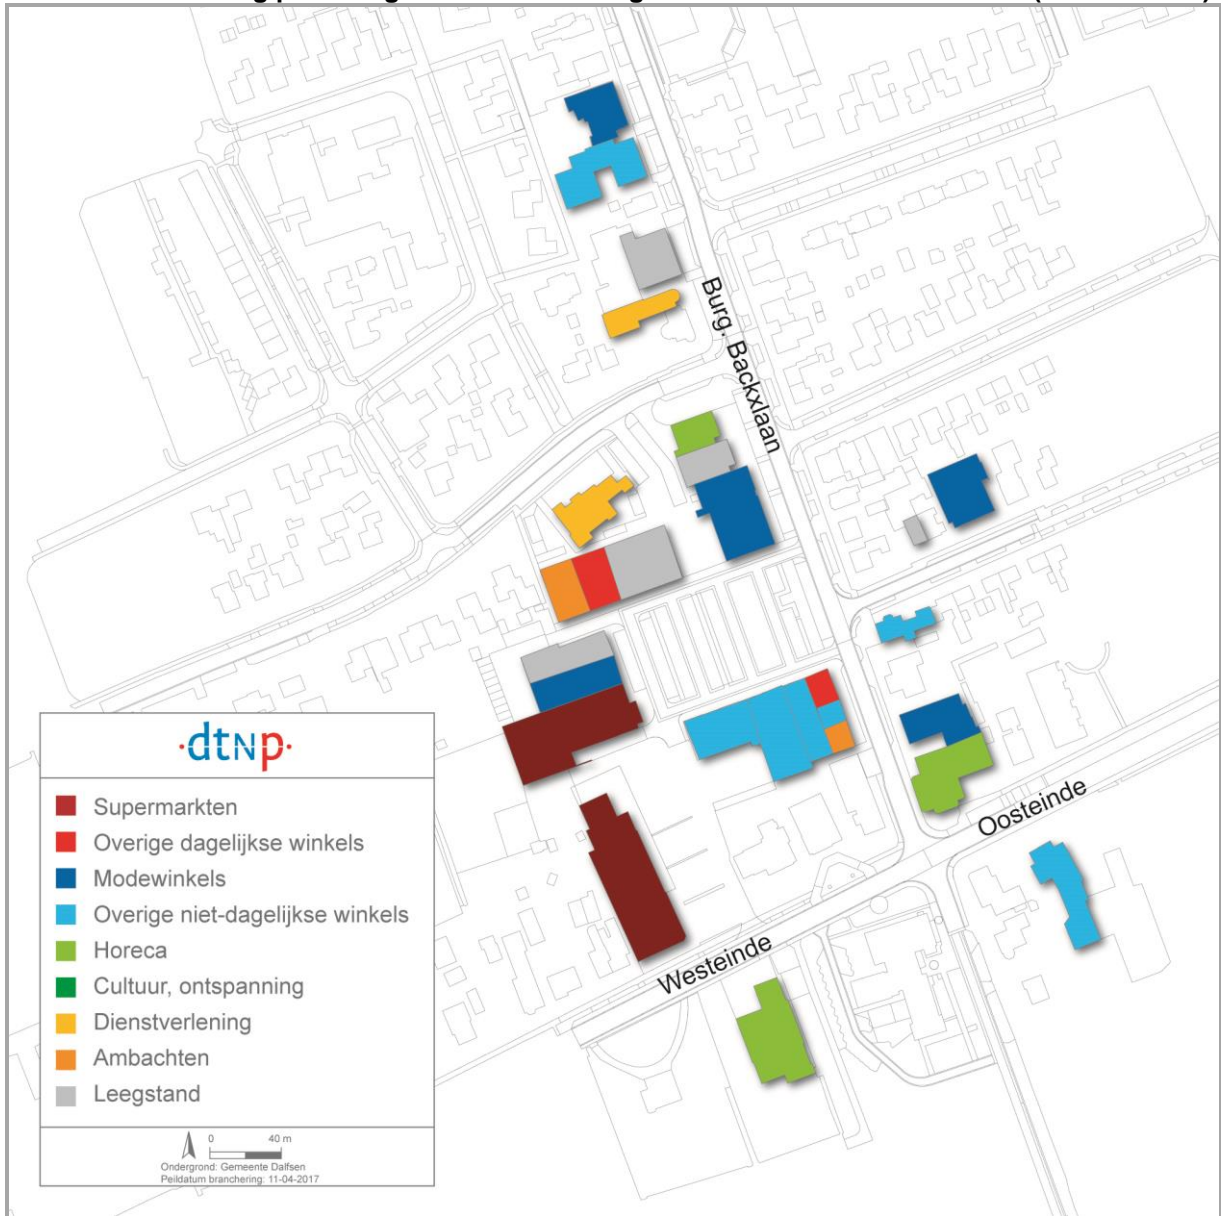 Burg. Backxlaan
Oosteinde
Westeinde
·dtNp·
Supermarkten
Overige dagelijkse winkels
Modewinkels
Overige niet-dagelijkse winkels
Horeca
Cultuur, ontspanning
Dienstverlening
Ambachten
Leegstand
0 40 m
Ondergrond: Gemeente Dalfsen
Peildatum branchering: 11-04-2017